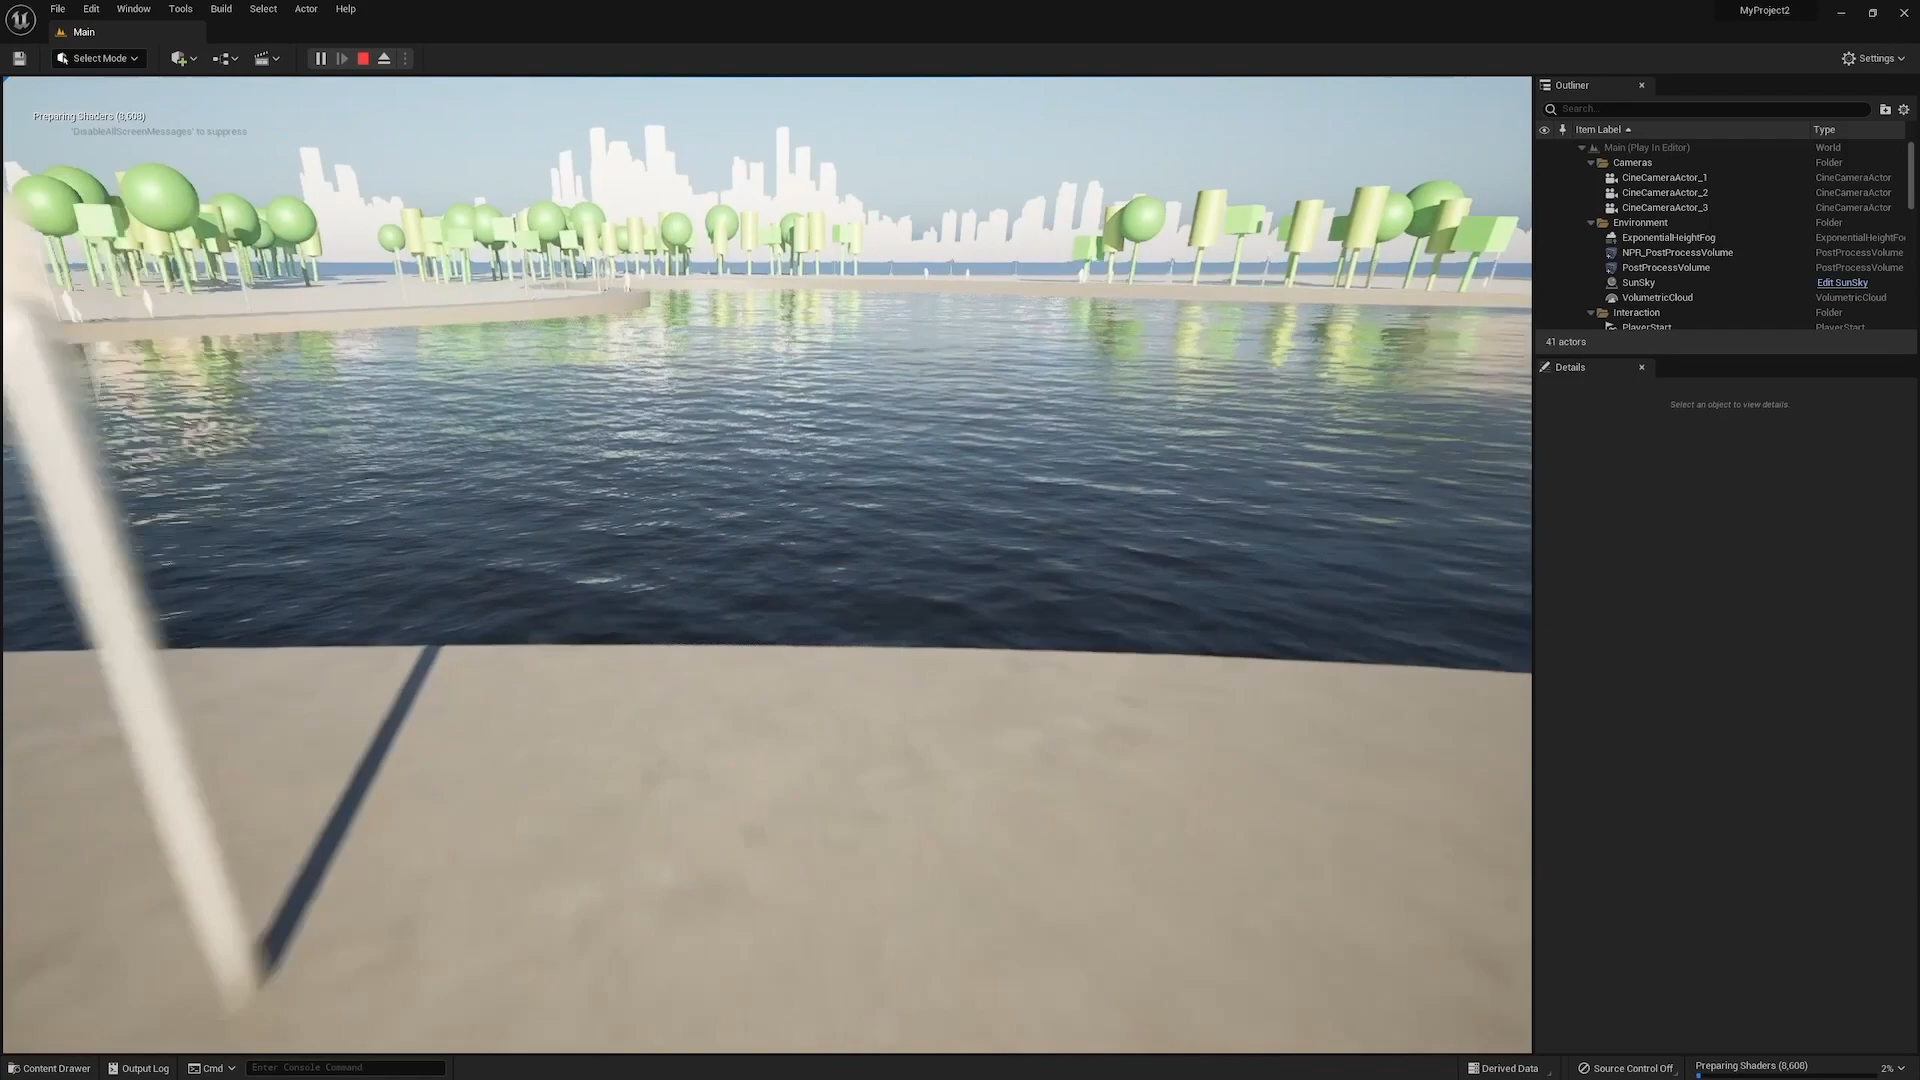 File Edit Window Tools Build Select Actor Help
MyProject2
Main
Select Mode
Settings
Preparing Shaders (8,608)
'DisableAllScreenMessages' to suppress
Outliner
Search...
Item Label Type
Main (Play In Editor) World
Cameras Folder
CineCameraActor_1 CineCameraActor
CineCameraActor_2 CineCameraActor
CineCameraActor_3 CineCameraActor
Environment Folder
ExponentialHeightFog ExponentialHeightFo
NPR_PostProcessVolume PostProcessVolume
PostProcessVolume PostProcessVolume
SunSky Edit SunSky
VolumetricCloud VolumetricCloud
Interaction Folder
PlayerStart PlayerStart
41 actors
Details
Select an object to view details.
Content Drawer Output Log Cmd Enter Console Command Derived Data Source Control Off Preparing Shaders (8,608) 2%